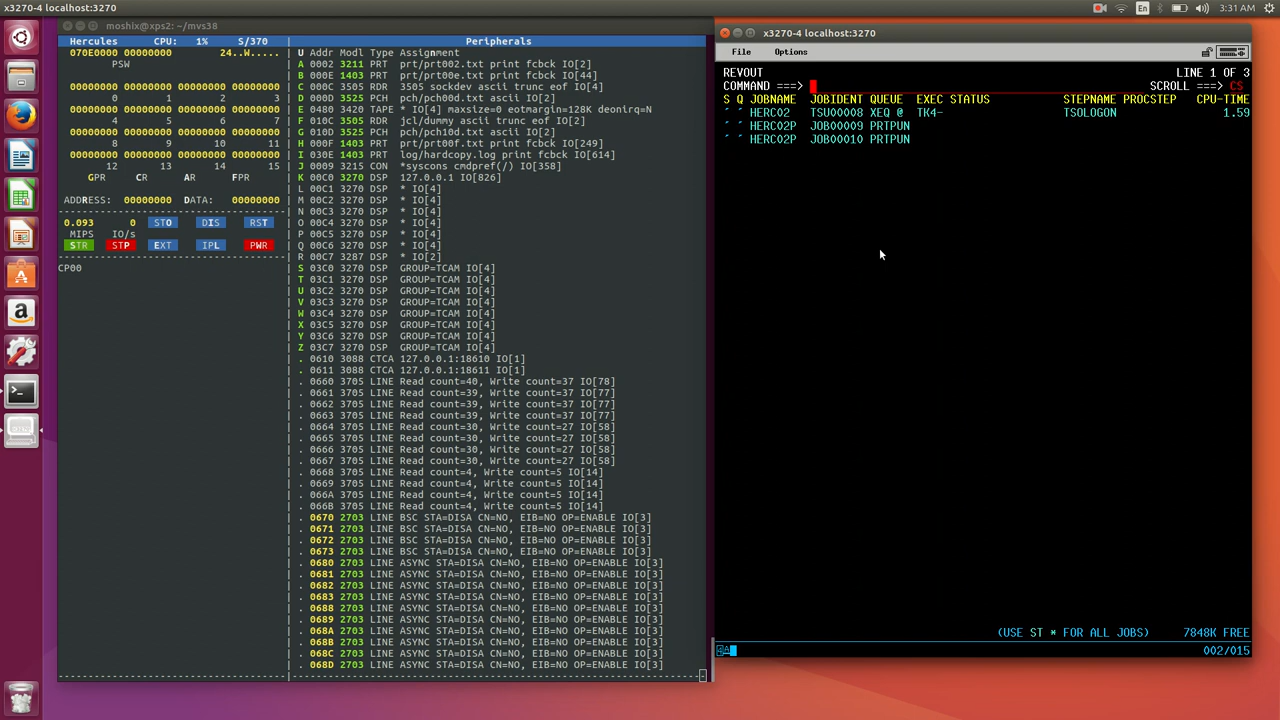 x3270-4 localhost:3270
En
3:31 AM
moshix@xps2: ~/mvs38
Hercules CPU: 1% S/370
070E0000 00000000 24..W.....
PSW
00000000 00000000 00000000 00000000
0 1 2 3
00000000 00000000 00000000 00000000
4 5 6 7
00000000 00000000 00000000 00000000
8 9 10 11
00000000 00000000 00000000 00000000
12 13 14 15
GPR CR AR FPR
ADDRESS: 00000000 DATA: 00000000
0.093 0 STO DIS RST
MIPS IO/s
STR STP EXT IPL PWR
CP00
Peripherals
U Addr Modl Type Assignment
A 0002 3211 PRT prt/prt002.txt print fcbck IO[2]
B 000E 1403 PRT prt/prt00e.txt print fcbck IO[44]
C 000C 3505 RDR 3505 sockdev ascii trunc eof IO[4]
D 000D 3525 PCH pch/pch00d.txt ascii IO[2]
E 0480 3420 TAPE * IO[4] maxsize=0 eotmargin=128K deonirq=N
F 010C 3505 RDR jcl/dummy ascii trunc eof IO[2]
G 010D 3525 PCH pch/pch10d.txt ascii IO[2]
H 000F 1403 PRT prt/prt00f.txt print fcbck IO[249]
I 030E 1403 PRT log/hardcopy.log print fcbck IO[614]
J 0009 3215 CON *syscons cmdpref(/) IO[358]
K 00C0 3270 DSP 127.0.0.1 IO[826]
L 00C1 3270 DSP * IO[4]
M 00C2 3270 DSP * IO[4]
N 00C3 3270 DSP * IO[4]
O 00C4 3270 DSP * IO[4]
P 00C5 3270 DSP * IO[4]
Q 00C6 3270 DSP * IO[4]
R 00C7 3287 DSP * IO[2]
S 03C0 3270 DSP GROUP=TCAM IO[4]
T 03C1 3270 DSP GROUP=TCAM IO[4]
U 03C2 3270 DSP GROUP=TCAM IO[4]
V 03C3 3270 DSP GROUP=TCAM IO[4]
W 03C4 3270 DSP GROUP=TCAM IO[4]
X 03C5 3270 DSP GROUP=TCAM IO[4]
Y 03C6 3270 DSP GROUP=TCAM IO[4]
Z 03C7 3270 DSP GROUP=TCAM IO[4]
. 0610 3088 CTCA 127.0.0.1:18610 IO[1]
. 0611 3088 CTCA 127.0.0.1:18611 IO[1]
. 0660 3705 LINE Read count=40, Write count=37 IO[78]
. 0661 3705 LINE Read count=39, Write count=37 IO[77]
. 0662 3705 LINE Read count=39, Write count=37 IO[77]
. 0663 3705 LINE Read count=39, Write count=37 IO[77]
. 0664 3705 LINE Read count=30, Write count=27 IO[58]
. 0665 3705 LINE Read count=30, Write count=27 IO[58]
. 0666 3705 LINE Read count=30, Write count=27 IO[58]
. 0667 3705 LINE Read count=30, Write count=27 IO[58]
. 0668 3705 LINE Read count=4, Write count=5 IO[14]
. 0669 3705 LINE Read count=4, Write count=5 IO[14]
. 066A 3705 LINE Read count=4, Write count=5 IO[14]
. 066B 3705 LINE Read count=4, Write count=5 IO[14]
. 0670 2703 LINE BSC STA=DISA CN=NO, EIB=NO OP=ENABLE IO[3]
. 0671 2703 LINE BSC STA=DISA CN=NO, EIB=NO OP=ENABLE IO[3]
. 0672 2703 LINE BSC STA=DISA CN=NO, EIB=NO OP=ENABLE IO[3]
. 0673 2703 LINE BSC STA=DISA CN=NO, EIB=NO OP=ENABLE IO[3]
. 0680 2703 LINE ASYNC STA=DISA CN=NO, EIB=NO OP=ENABLE IO[3]
. 0681 2703 LINE ASYNC STA=DISA CN=NO, EIB=NO OP=ENABLE IO[3]
. 0682 2703 LINE ASYNC STA=DISA CN=NO, EIB=NO OP=ENABLE IO[3]
. 0683 2703 LINE ASYNC STA=DISA CN=NO, EIB=NO OP=ENABLE IO[3]
. 0688 2703 LINE ASYNC STA=DISA CN=NO, EIB=NO OP=ENABLE IO[3]
. 0689 2703 LINE ASYNC STA=DISA CN=NO, EIB=NO OP=ENABLE IO[3]
. 068A 2703 LINE ASYNC STA=DISA CN=NO, EIB=NO OP=ENABLE IO[3]
. 068B 2703 LINE ASYNC STA=DISA CN=NO, EIB=NO OP=ENABLE IO[3]
. 068C 2703 LINE ASYNC STA=DISA CN=NO, EIB=NO OP=ENABLE IO[3]
. 068D 2703 LINE ASYNC STA=DISA CN=NO, EIB=NO OP=ENABLE IO[3]
x3270-4 localhost:3270
File Options
REVOUT LINE 1 OF 3
COMMAND ===> SCROLL ===> CS
S Q JOBNAME JOBIDENT QUEUE EXEC STATUS STEPNAME PROCSTEP CPU-TIME
' ' HERC02 TSU00008 XEQ @ TK4- TSOLOGON 1.59
' ' HERC02P JOB00009 PRTPUN
' ' HERC02P JOB00010 PRTPUN
(USE ST * FOR ALL JOBS) 7848K FREE
4A 002/015